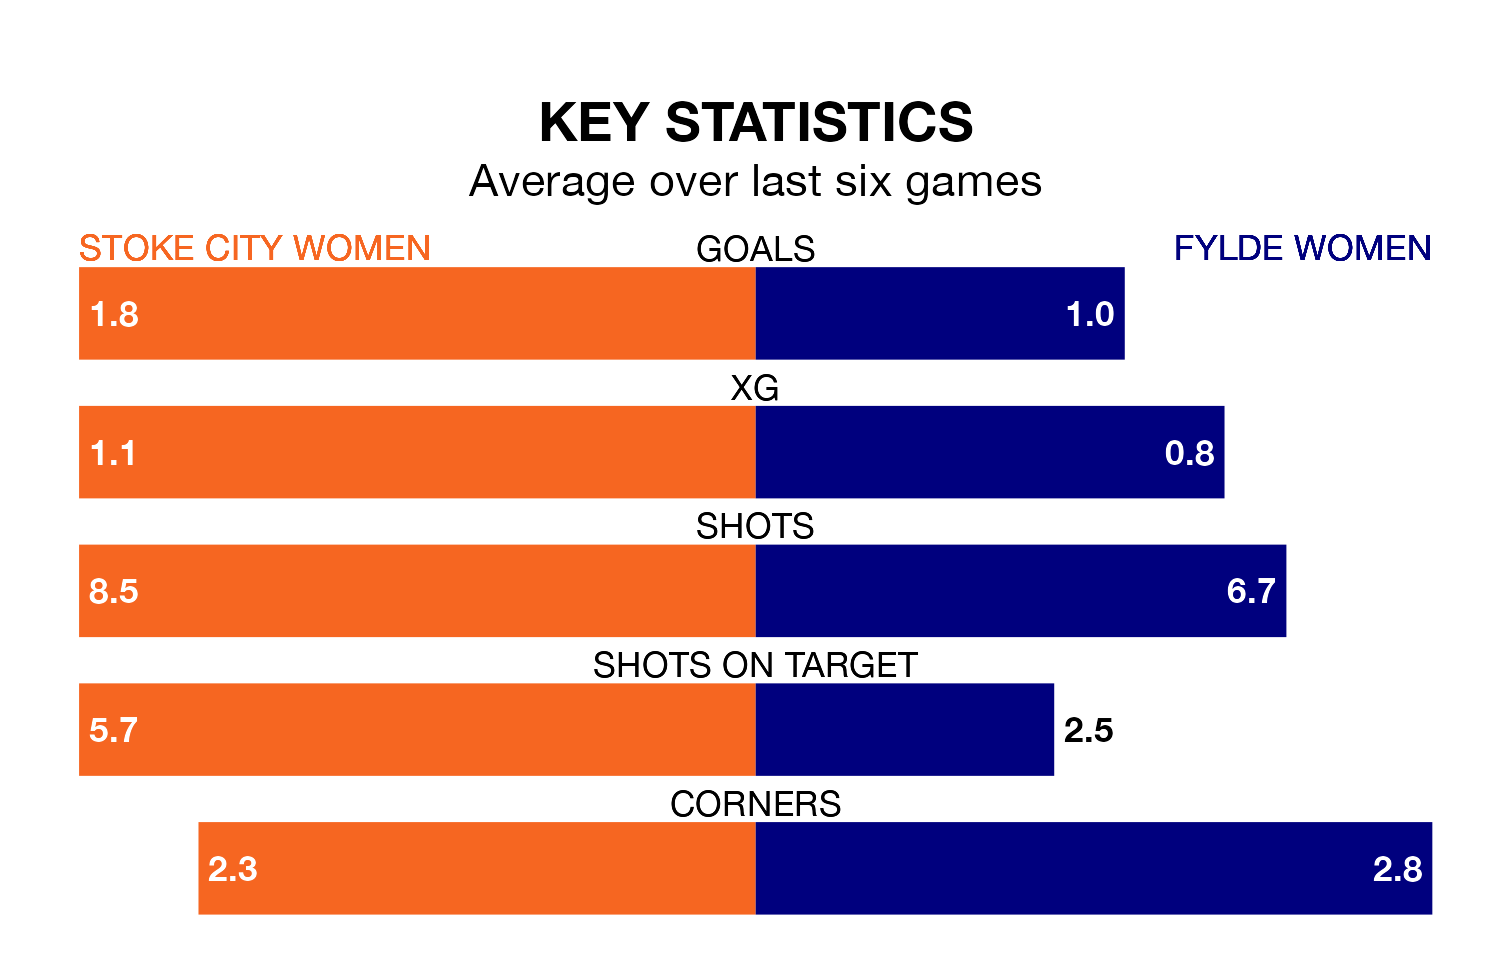 KEY STATISTICS
Average over last six games
STOKE CITY WOMEN GOALS FYLDE WOMEN
1.8 1.0
XG
1.1 0.8
SHOTS
8.5 6.7
SHOTS ON TARGET
5.7 2.5
CORNERS
2.3 2.8